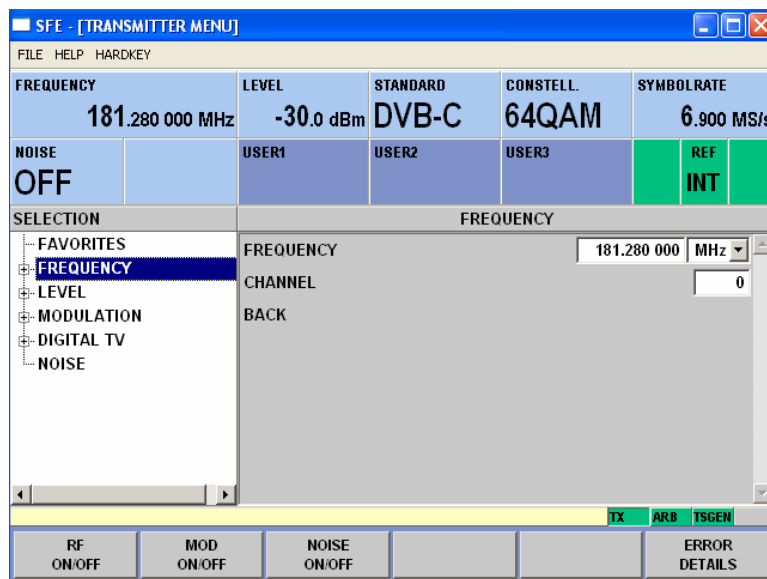 SFE - [TRANSMITTER MENU]
FILE HELP HARDKEY
FREQUENCY LEVEL STANDARD CONSTELL. SYMBOLRATE
181.280 000 MHz -30.0 dBm DVB-C 64QAM 6.900 MS/s
NOISE USER1 USER2 USER3 REF
OFF INT
SELECTION FREQUENCY
FAVORITES
FREQUENCY
LEVEL
MODULATION
DIGITAL TV
NOISE
FREQUENCY 181.280 000 MHz
CHANNEL 0
BACK
TX ARB TSGEN
RF ON/OFF
MOD ON/OFF
NOISE ON/OFF
ERROR DETAILS